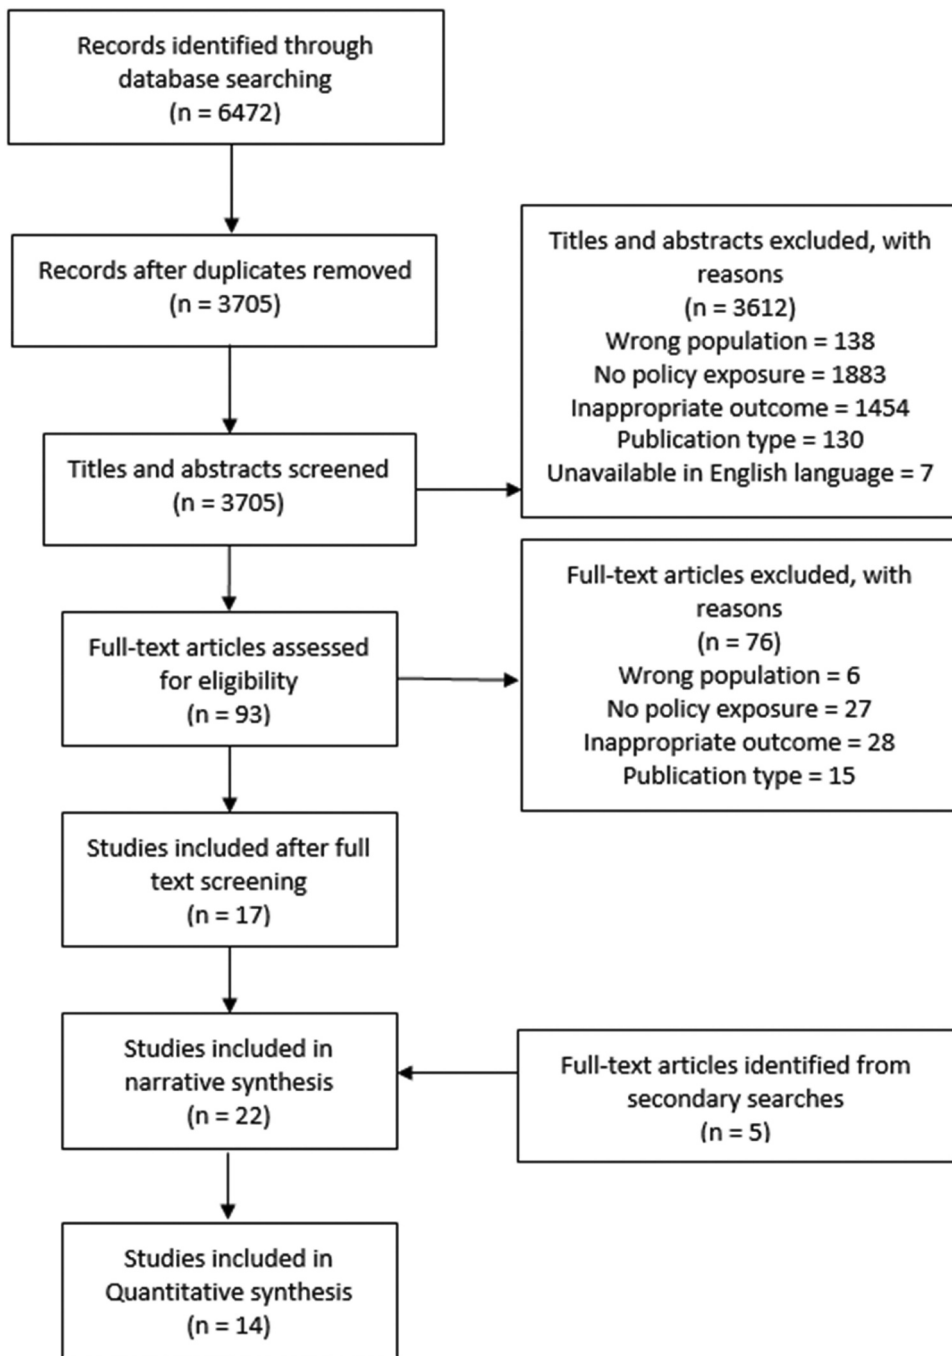 Records identified through
database searching
(n = 6472)
Records after duplicates removed
(n = 3705)
Titles and abstracts excluded, with
reasons
(n = 3612)
Wrong population = 138
No policy exposure = 1883
Inappropriate outcome = 1454
Publication type = 130
Unavailable in English language = 7
Titles and abstracts screened
(n = 3705)
Full-text articles excluded, with
reasons
(n = 76)
Wrong population = 6
No policy exposure = 27
Inappropriate outcome = 28
Publication type = 15
Full-text articles assessed
for eligibility
(n = 93)
Studies included after full
text screening
(n = 17)
Studies included in
narrative synthesis
(n = 22)
Full-text articles identified from
secondary searches
(n = 5)
Studies included in
Quantitative synthesis
(n = 14)